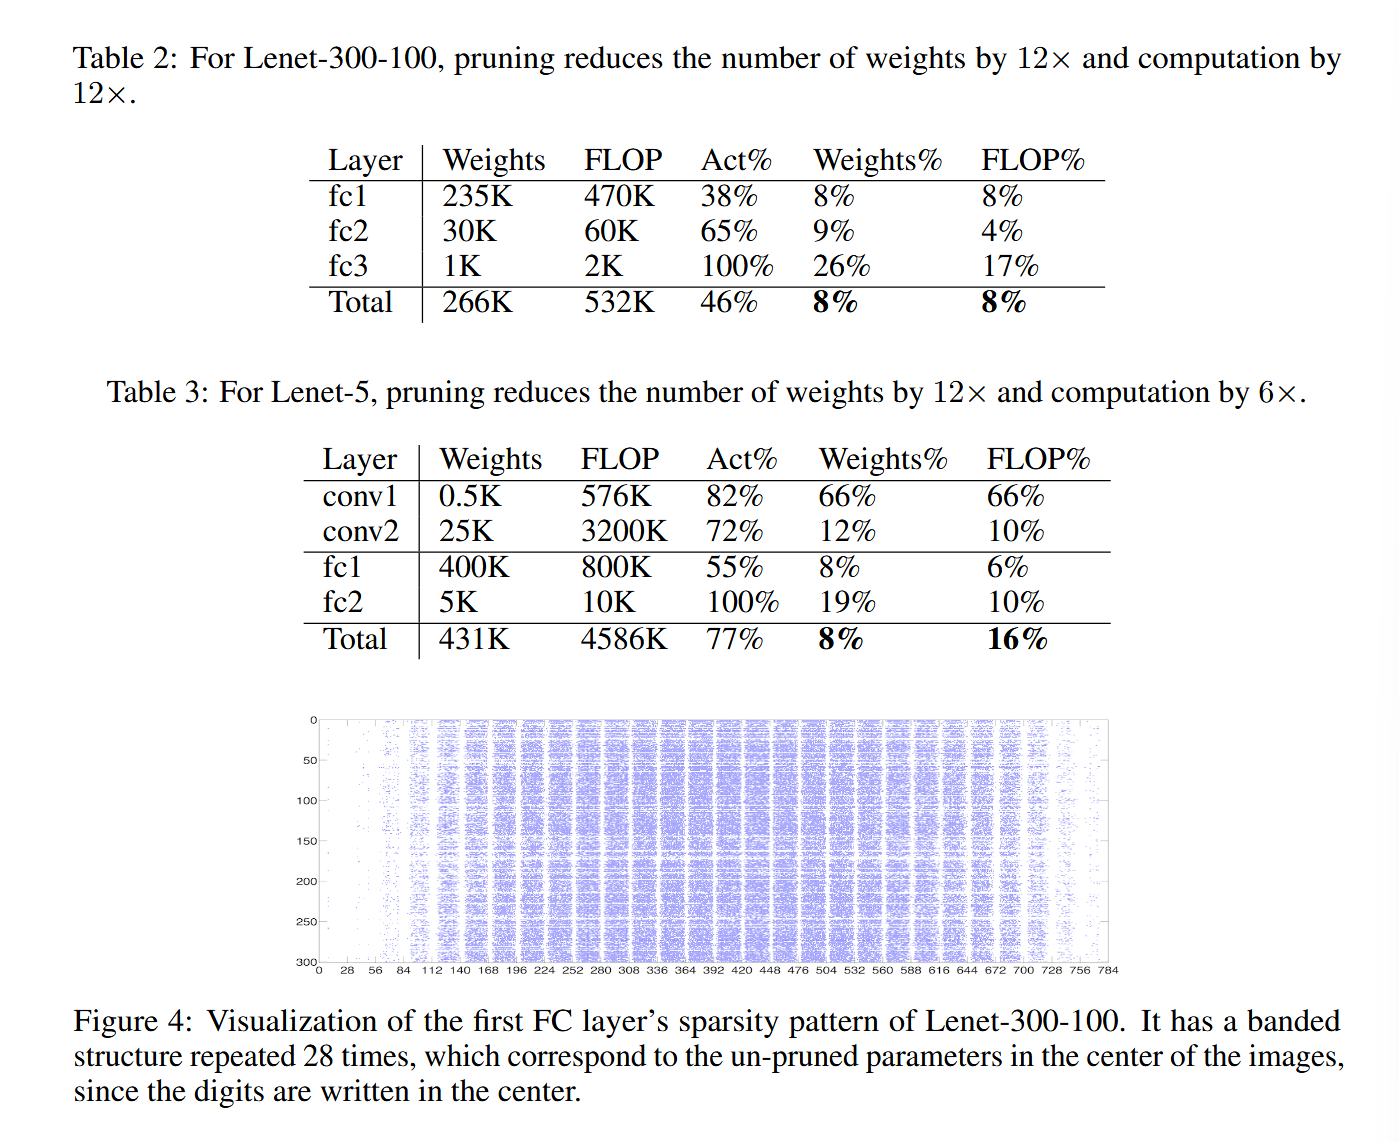 Table 2: For Lenet-300-100, pruning reduces the number of weights by 12× and computation by
12×.
Layer Weights FLOP Act% Weights% FLOP%
fc1 235K 470K 38% 8% 8%
fc2 30K 60K 65% 9% 4%
fc3 1K 2K 100% 26% 17%
Total 266K 532K 46% 8% 8%
Table 3: For Lenet-5, pruning reduces the number of weights by 12× and computation by 6×.
Layer Weights FLOP Act% Weights% FLOP%
conv1 0.5K 576K 82% 66% 66%
conv2 25K 3200K 72% 12% 10%
fc1 400K 800K 55% 8% 6%
fc2 5K 10K 100% 19% 10%
Total 431K 4586K 77% 8% 16%
0
50
100
150
200
250
300
0 28 56 84 112 140 168 196 224 252 280 308 336 364 392 420 448 476 504 532 560 588 616 644 672 700 728 756 784
Figure 4: Visualization of the first FC layer's sparsity pattern of Lenet-300-100. It has a banded
structure repeated 28 times, which correspond to the un-pruned parameters in the center of the images,
since the digits are written in the center.